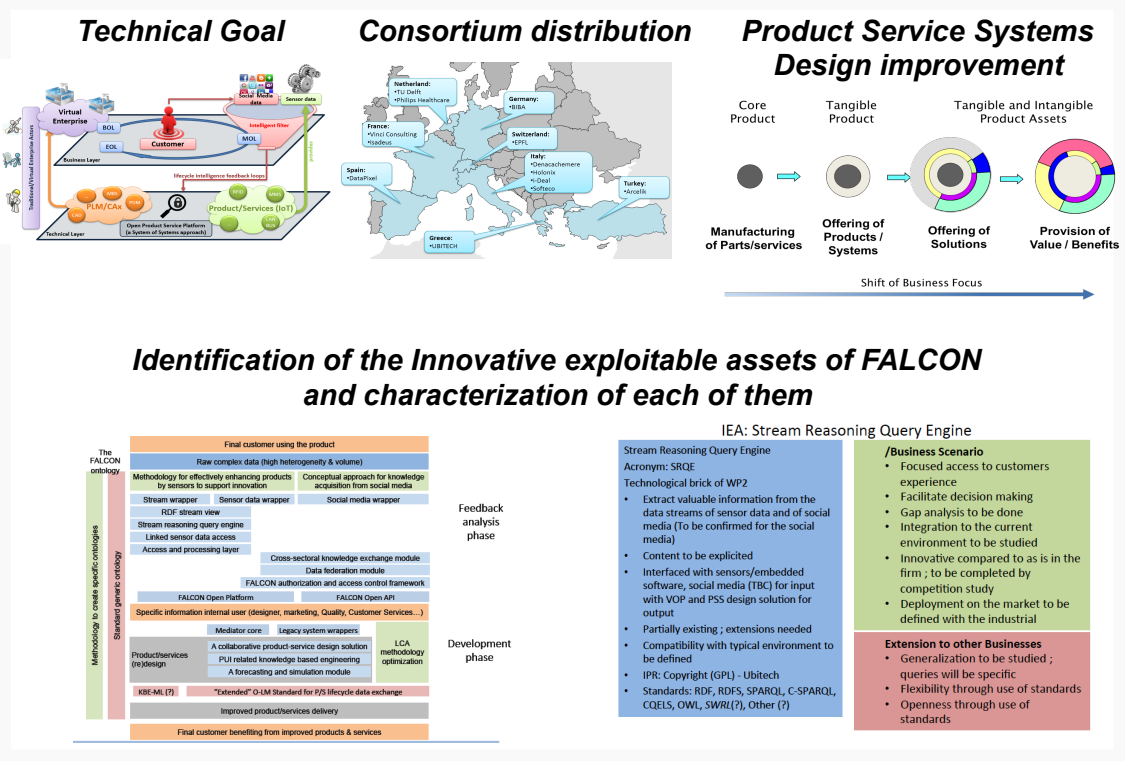 Technical Goal
Consortium distribution
Product Service Systems
Design improvement
Social Media
data
Sensor data
Virtual
Enterprise
BOL
EOL
Customer
Intelligent filter
MOL
Business Layer
lifecycle intelligence feedback loops
provides
Traditional/Virtual Enterprise Actors
PLM/CAx
CAD
PDM
Product/Services (IoT)
RFID
Open Product Service Platform
(a System of Systems approach)
Technical Layer
Netherland:
•TU Delft
•Philips Healthcare
Germany:
•BIBA
France:
•Vinci Consulting
•Isadeus
Switzerland:
•EPFL
Spain:
•DataPixel
Italy:
•Denacachemere
•Holonix
•i-Deal
•Softeco
Turkey:
•Arcelik
Greece:
•UBITECH
Core
Product
Tangible
Product
Tangible and Intangible
Product Assets
Manufacturing
of Parts/services
Offering of
Products /
Systems
Offering of
Solutions
Provision of
Value / Benefits
Shift of Business Focus
Identification of the Innovative exploitable assets of FALCON
and characterization of each of them
The
FALCON
ontology
Methodology to create specific ontologies
Standard generic ontology
Final customer using the product
Raw complex data (high heterogeneity & volume)
Methodology for effectively enhancing products
by sensors to support innovation
Conceptual approach for knowledge
acquisition from social media
Stream wrapper
Sensor data wrapper
Social media wrapper
RDF stream view
Stream reasoning query engine
Linked sensor data access
Access and processing layer
Cross-sectoral knowledge exchange module
Data federation module
FALCON authorization and access control framework
FALCON Open Platform
FALCON Open API
Specific information internal user (designer, marketing, Quality, Customer Services…)
Mediator core
Legacy system wrappers
Product/services
(re)design
A collaborative product-service design solution
PUI related knowledge based engineering
A forecasting and simulation module
LCA
methodology
optimization
KBE-ML (?)
"Extended" O-LM Standard for P/S lifecycle data exchange
Improved product/services delivery
Final customer benefiting from improved products & services
Feedback
analysis
phase
Development
phase
IEA: Stream Reasoning Query Engine
Stream Reasoning Query Engine
Acronym: SRQE
Technological brick of WP2
• Extract valuable information from the
data streams of sensor data and of social
media (To be confirmed for the social
media)
• Content to be explicited
• Interfaced with sensors/embedded
software, social media (TBC) for input
with VOP and PSS design solution for
output
• Partially existing ; extensions needed
• Compatibility with typical environment to
be defined
• IPR: Copyright (GPL) - Ubitech
• Standards: RDF, RDFS, SPARQL, C-SPARQL,
CQELS, OWL, SWRL(?), Other (?)
/Business Scenario
• Focused access to customers
experience
• Facilitate decision making
• Gap analysis to be done
• Integration to the current
environment to be studied
• Innovative compared to as is in the
firm ; to be completed by
competition study
• Deployment on the market to be
defined with the industrial
Extension to other Businesses
• Generalization to be studied ;
queries will be specific
• Flexibility through use of standards
• Openness through use of
standards